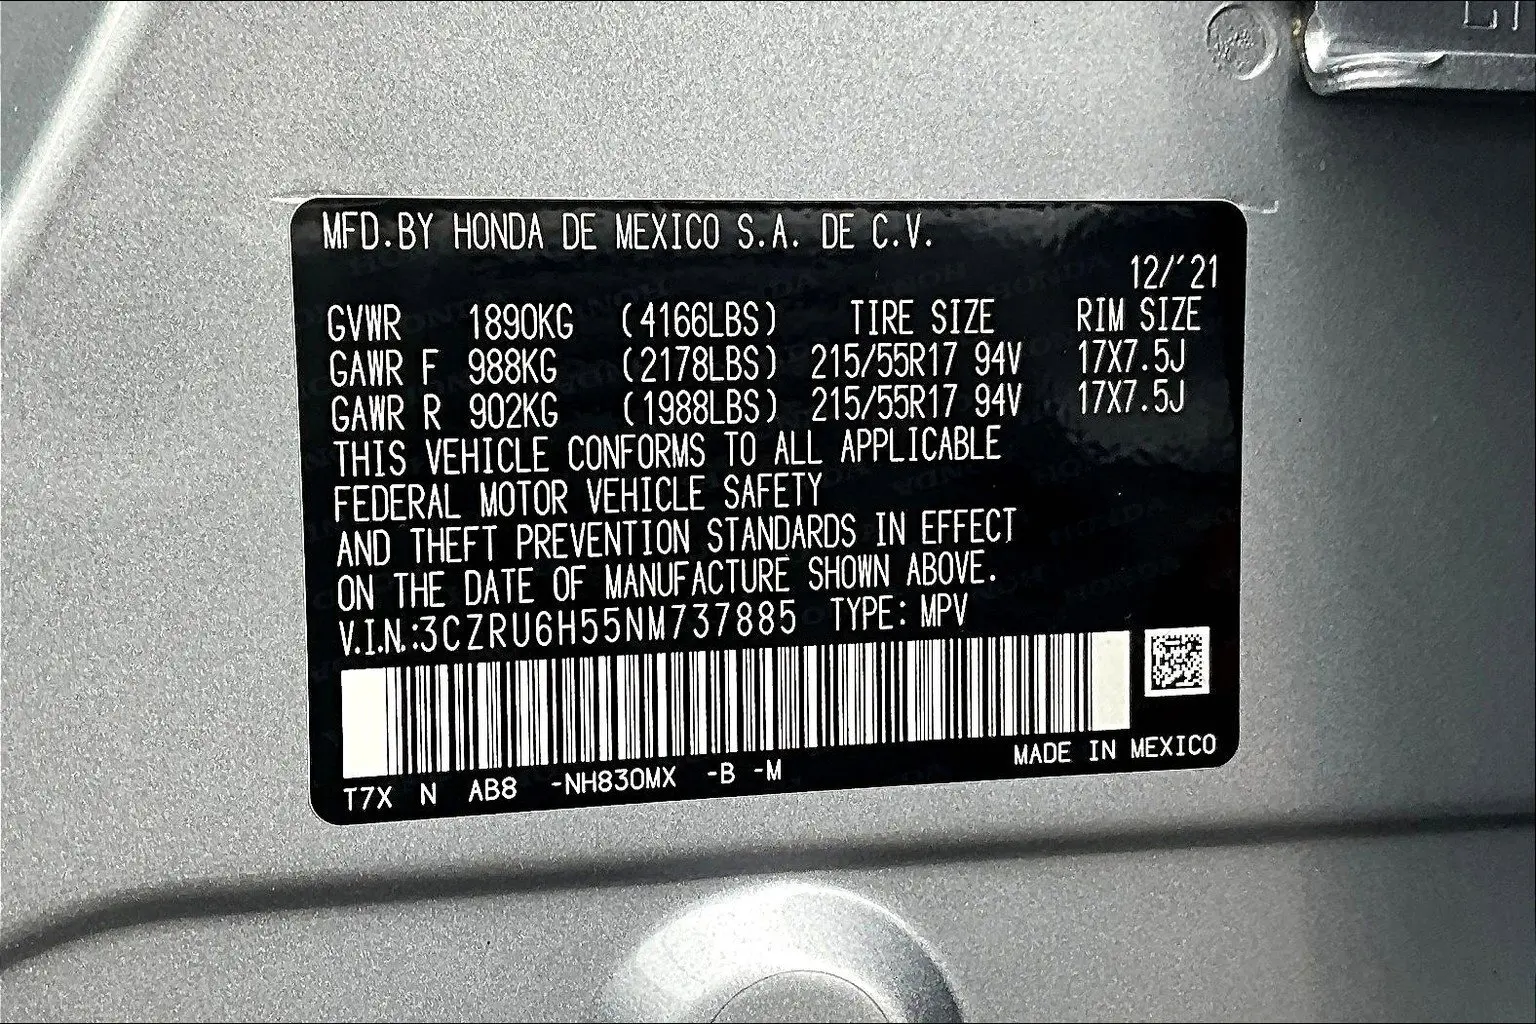 MFD.BY HONDA DE MEXICO S.A. DE C.V.
12/'21
GVWR 1890KG (4166LBS) TIRE SIZE RIM SIZE
GAWR F 988KG (2178LBS) 215/55R17 94V 17X7.5J
GAWR R 902KG (1988LBS) 215/55R17 94V 17X7.5J
THIS VEHICLE CONFORMS TO ALL APPLICABLE
FEDERAL MOTOR VEHICLE SAFETY
AND THEFT PREVENTION STANDARDS IN EFFECT
ON THE DATE OF MANUFACTURE SHOWN ABOVE.
V.I.N.:3CZRU6H55NM737885 TYPE: MPV
MADE IN MEXICO
T7X N AB8 -NH830MX -B -M